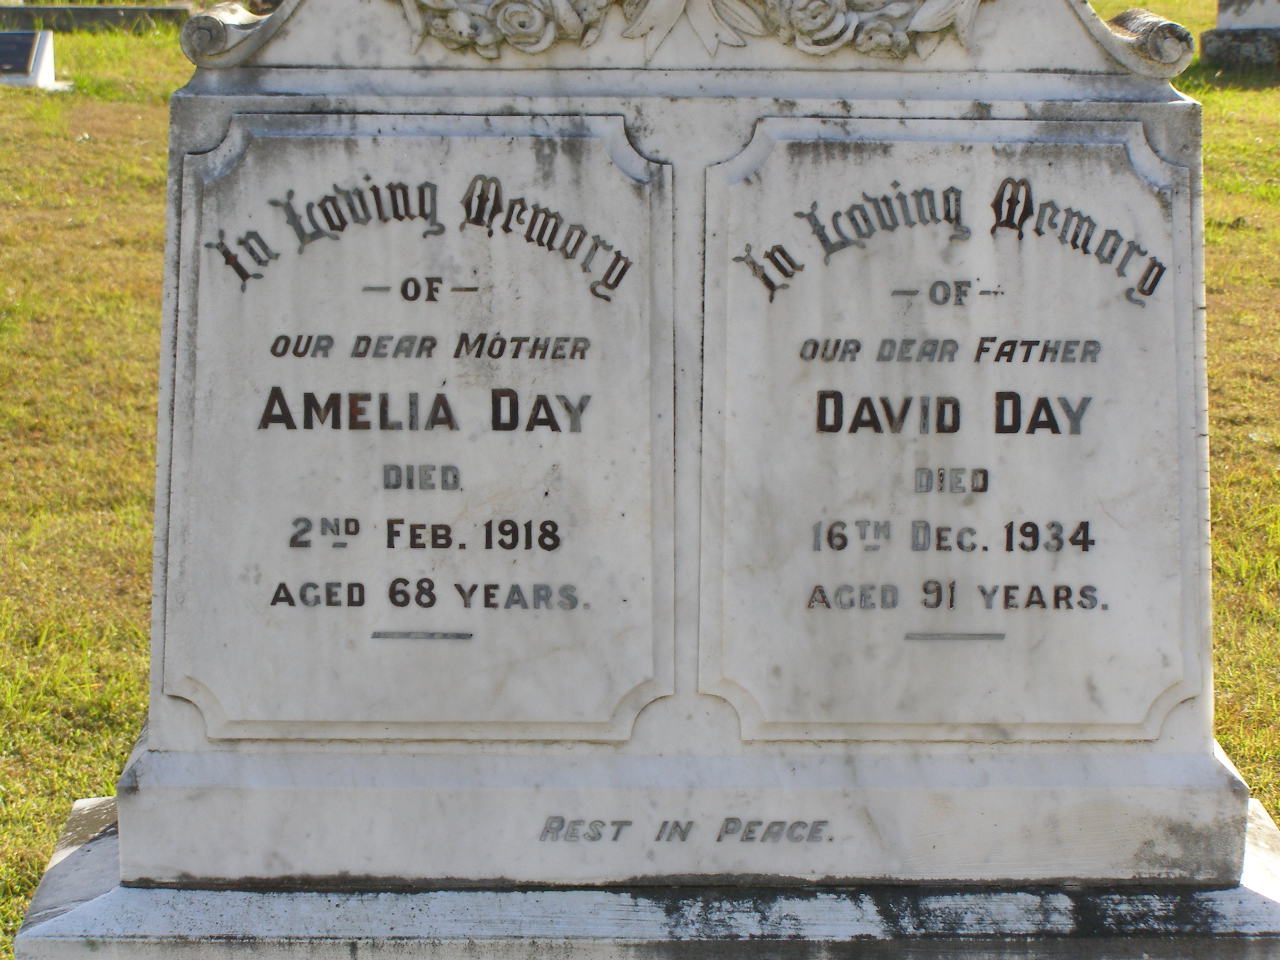 In Loving Memory
— OF —
OUR DEAR MOTHER
AMELIA DAY
DIED
2ND FEB. 1918
AGED 68 YEARS.
In Loving Memory
— OF —
OUR DEAR FATHER
DAVID DAY
DIED
16TH DEC. 1934
AGED 91 YEARS.
REST IN PEACE.